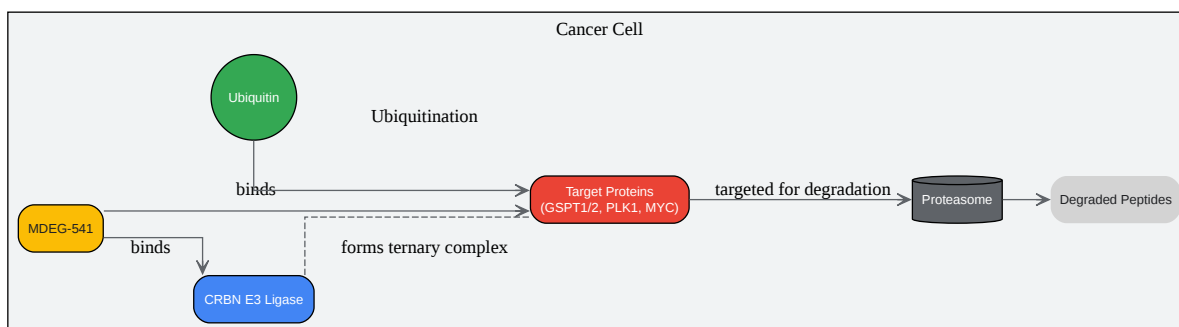 Cancer Cell
Ubiquitin
Ubiquitination
binds
Target Proteins
(GSPT1/2, PLK1, MYC)
targeted for degradation
Proteasome
Degraded Peptides
MDEG-541
binds
forms ternary complex
CRBN E3 Ligase